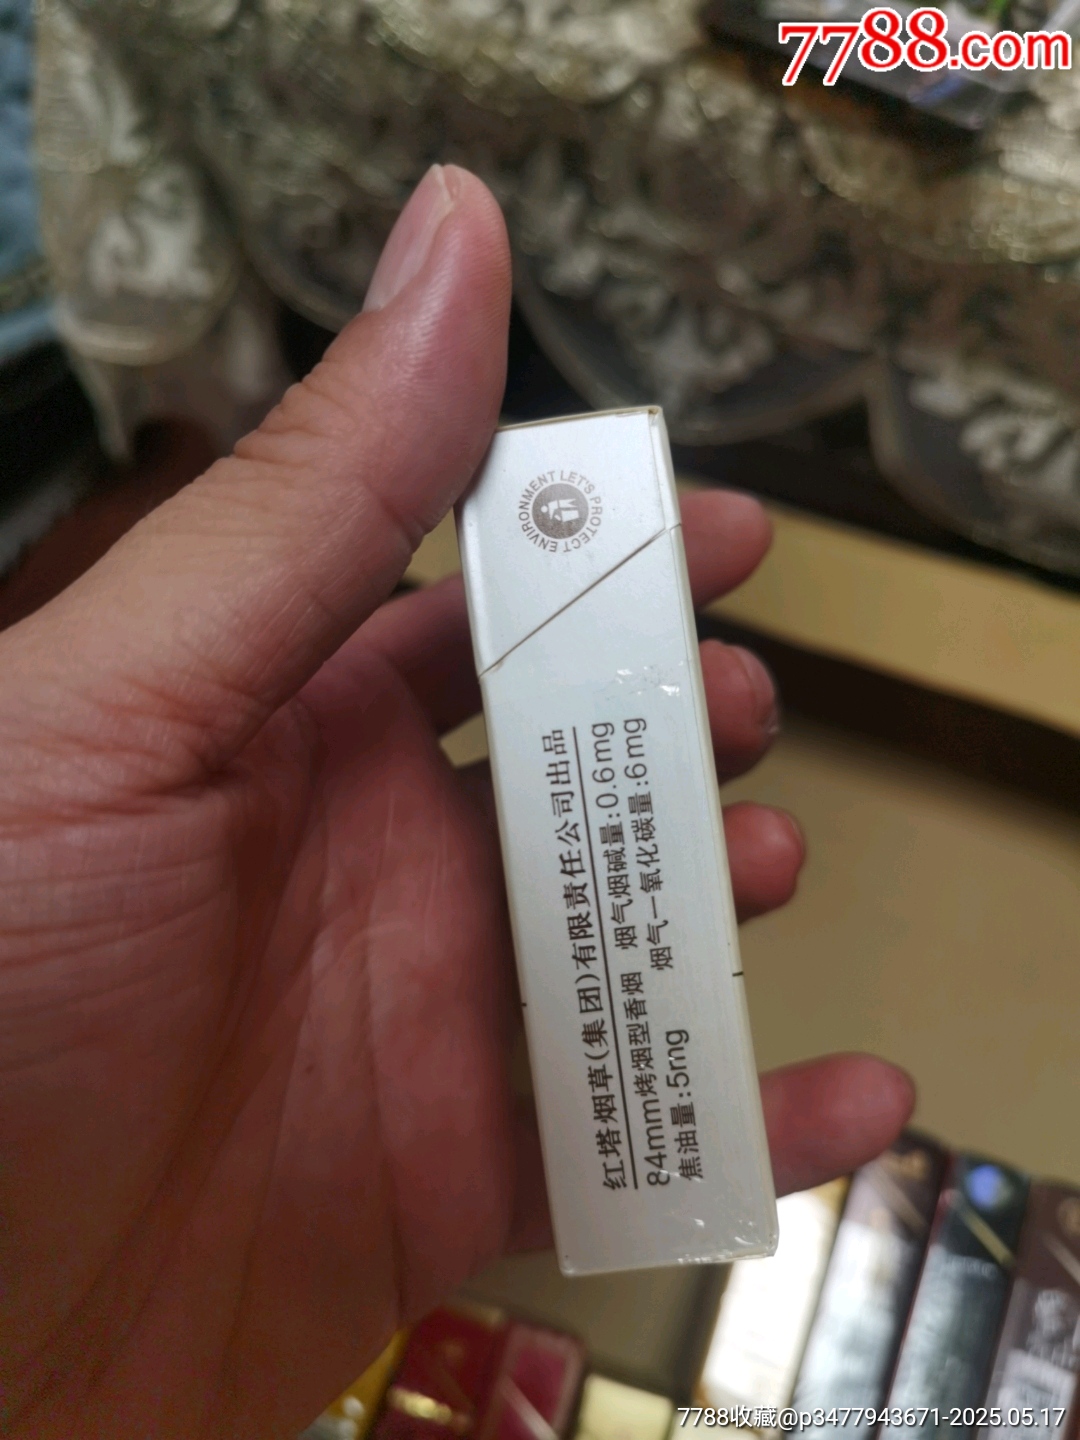 7788.com
LET'S PROTECT ENVIRONMENT
红塔烟草(集团)有限责任公司出品
84mm烤烟型香烟 烟气烟碱量:0.6mg
焦油量:5mg 烟气一氧化碳量:6mg
7788收藏@p3477943671-2025.05.17